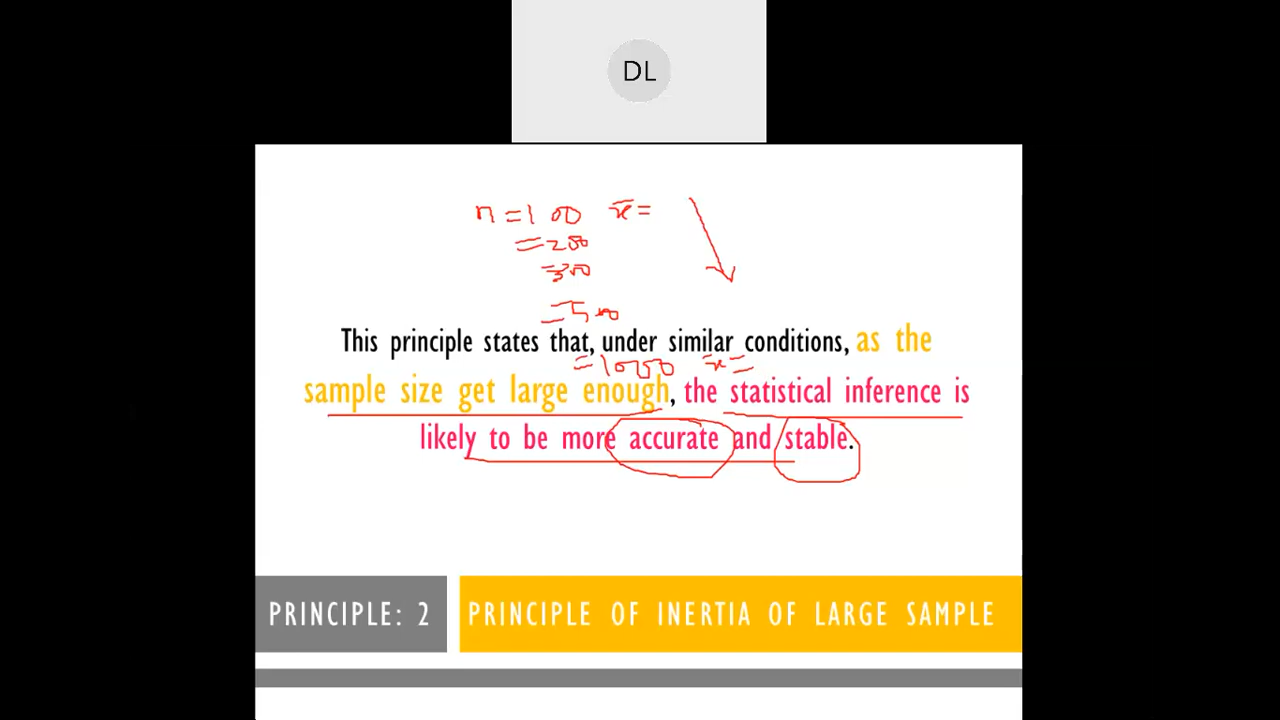 DL
n = 100 x̄ =
= 200
= 300
= 500
This principle states that, under similar conditions, as the
= 10000 x̄ =
sample size get large enough, the statistical inference is
likely to be more accurate and stable.
PRINCIPLE: 2 PRINCIPLE OF INERTIA OF LARGE SAMPLE